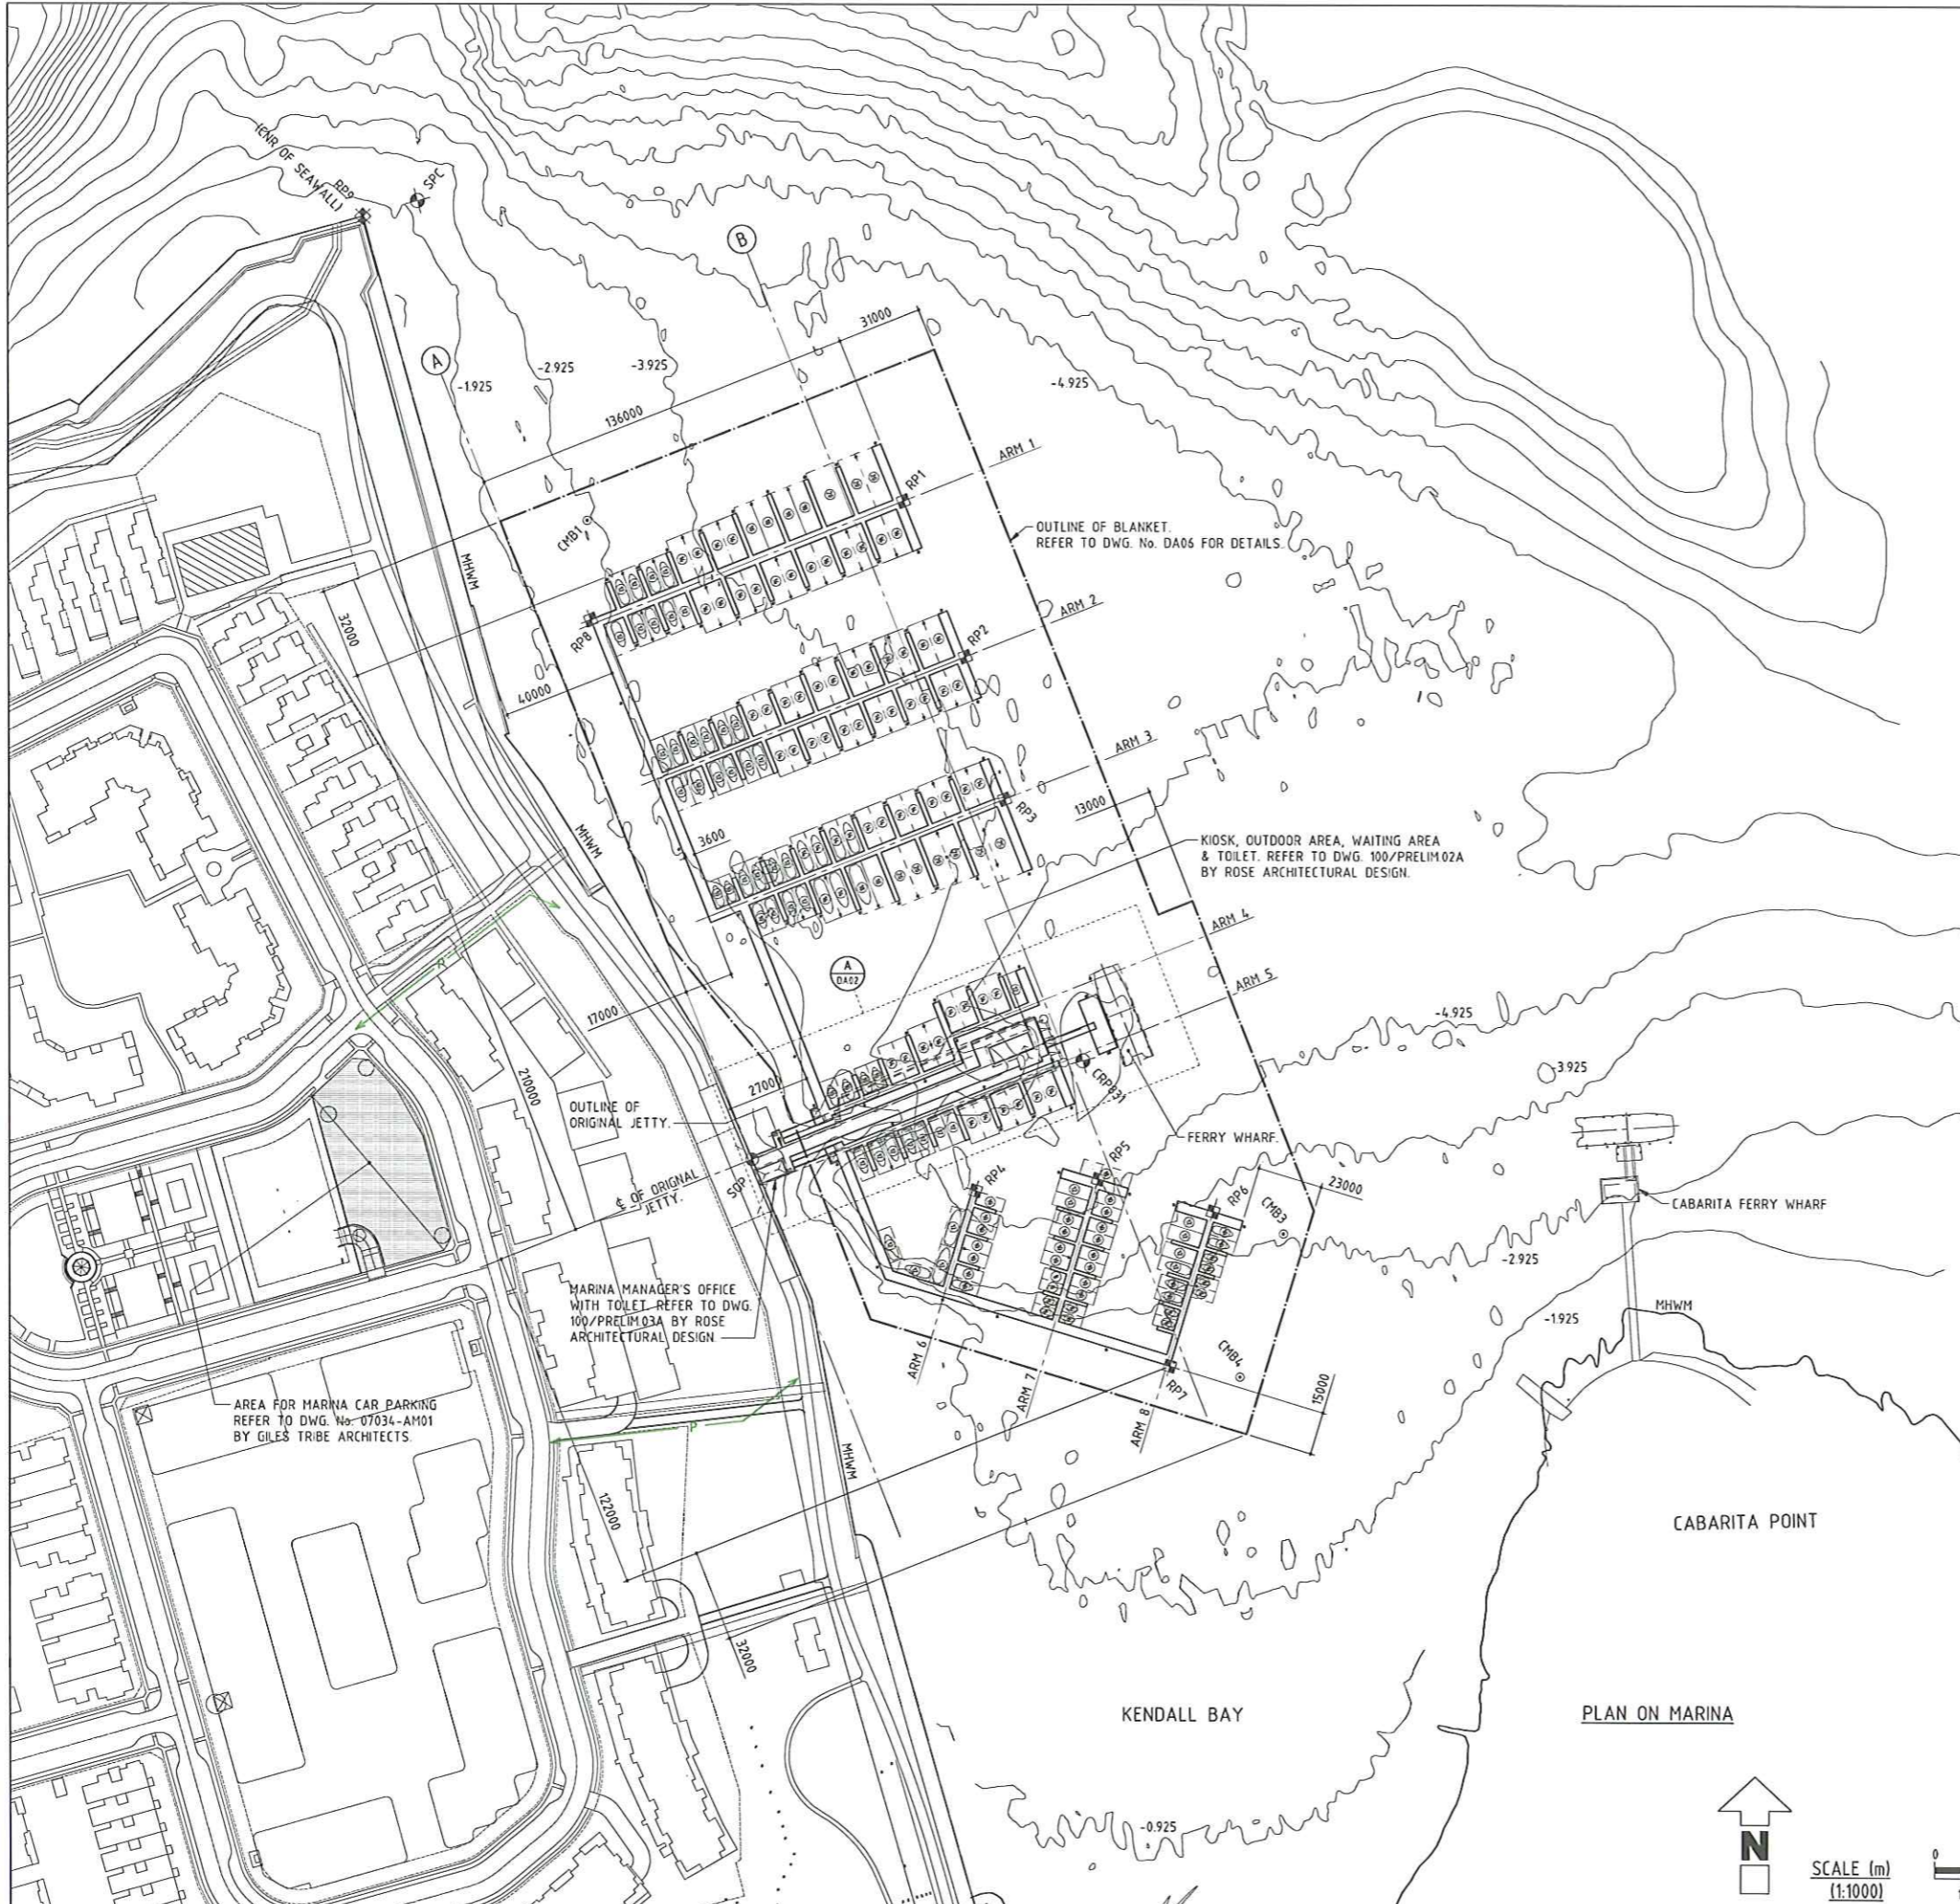 (ENR OF SEAWALL)
RP9
SPC
B
A
31000
-1.925
-2.925
-3.925
136000
-4.925
ARM 1
RP1
CMB1
OUTLINE OF BLANKET.
REFER TO DWG. No. DA06 FOR DETAILS.
MHWM
32000
RP8
ARM 2
RP2
40000
ARM 3
13000
RP3
MHWM
3600
KIOSK, OUTDOOR AREA, WAITING AREA
& TOILET. REFER TO DWG. 100/PRELIM.02A
BY ROSE ARCHITECTURAL DESIGN.
ARM 4
A
DA02
P
ARM 5
17000
-4.925
-3.925
2700
CRP831
210000
OUTLINE OF
ORIGINAL JETTY.
FERRY WHARF.
RP5
RP4
SOP
RP6
23000
℄ OF ORIGNAL
JETTY.
CMB3
CABARITA FERRY WHARF
-2.925
MARINA MANAGER'S OFFICE
WITH TOILET. REFER TO DWG.
100/PRELIM.03A BY ROSE
ARCHITECTURAL DESIGN.
MHWM
-1.925
ARM 6
CMB4
RP7
ARM 7
15000
ARM 8
AREA FOR MARINA CAR PARKING
REFER TO DWG. No. 07034-AM01
BY GILES TRIBE ARCHITECTS.
P
MHWM
122000
CABARITA POINT
32000
KENDALL BAY
PLAN ON MARINA
-0.925
N
SCALE (m)
(1:1000)
0